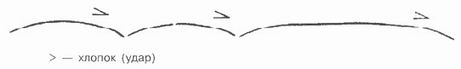 > — хлопок (удар)